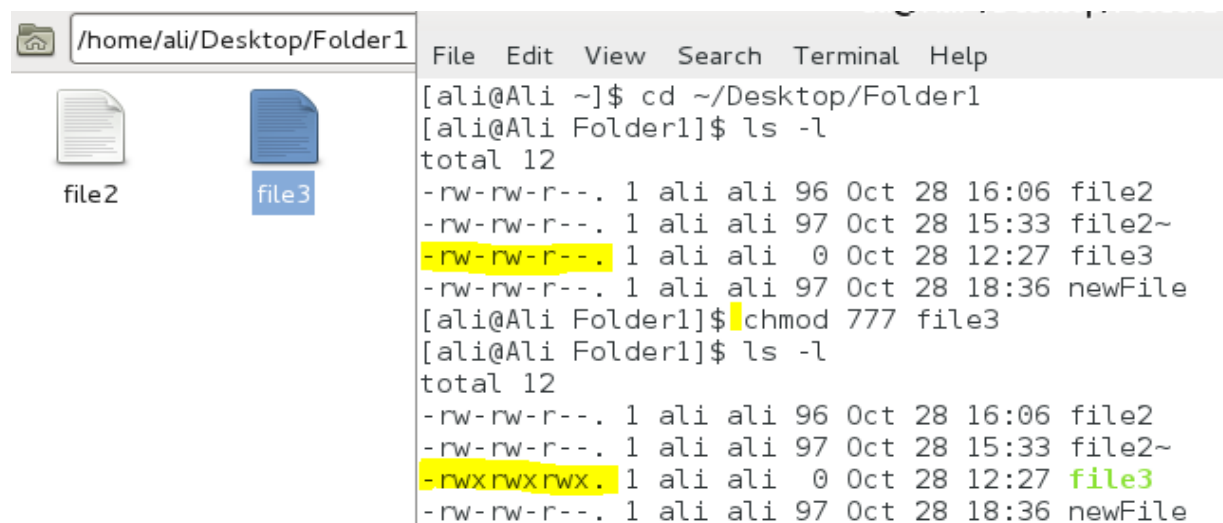 /home/ali/Desktop/Folder1
file2
file3
File Edit View Search Terminal Help
[ali@Ali ~]$ cd ~/Desktop/Folder1
[ali@Ali Folder1]$ ls -l
total 12
-rw-rw-r--. 1 ali ali 96 Oct 28 16:06 file2
-rw-rw-r--. 1 ali ali 97 Oct 28 15:33 file2~
-rw-rw-r--. 1 ali ali 0 Oct 28 12:27 file3
-rw-rw-r--. 1 ali ali 97 Oct 28 18:36 newFile
[ali@Ali Folder1]$ chmod 777 file3
[ali@Ali Folder1]$ ls -l
total 12
-rw-rw-r--. 1 ali ali 96 Oct 28 16:06 file2
-rw-rw-r--. 1 ali ali 97 Oct 28 15:33 file2~
-rwxrwxrwx. 1 ali ali 0 Oct 28 12:27 file3
-rw-rw-r--. 1 ali ali 97 Oct 28 18:36 newFile